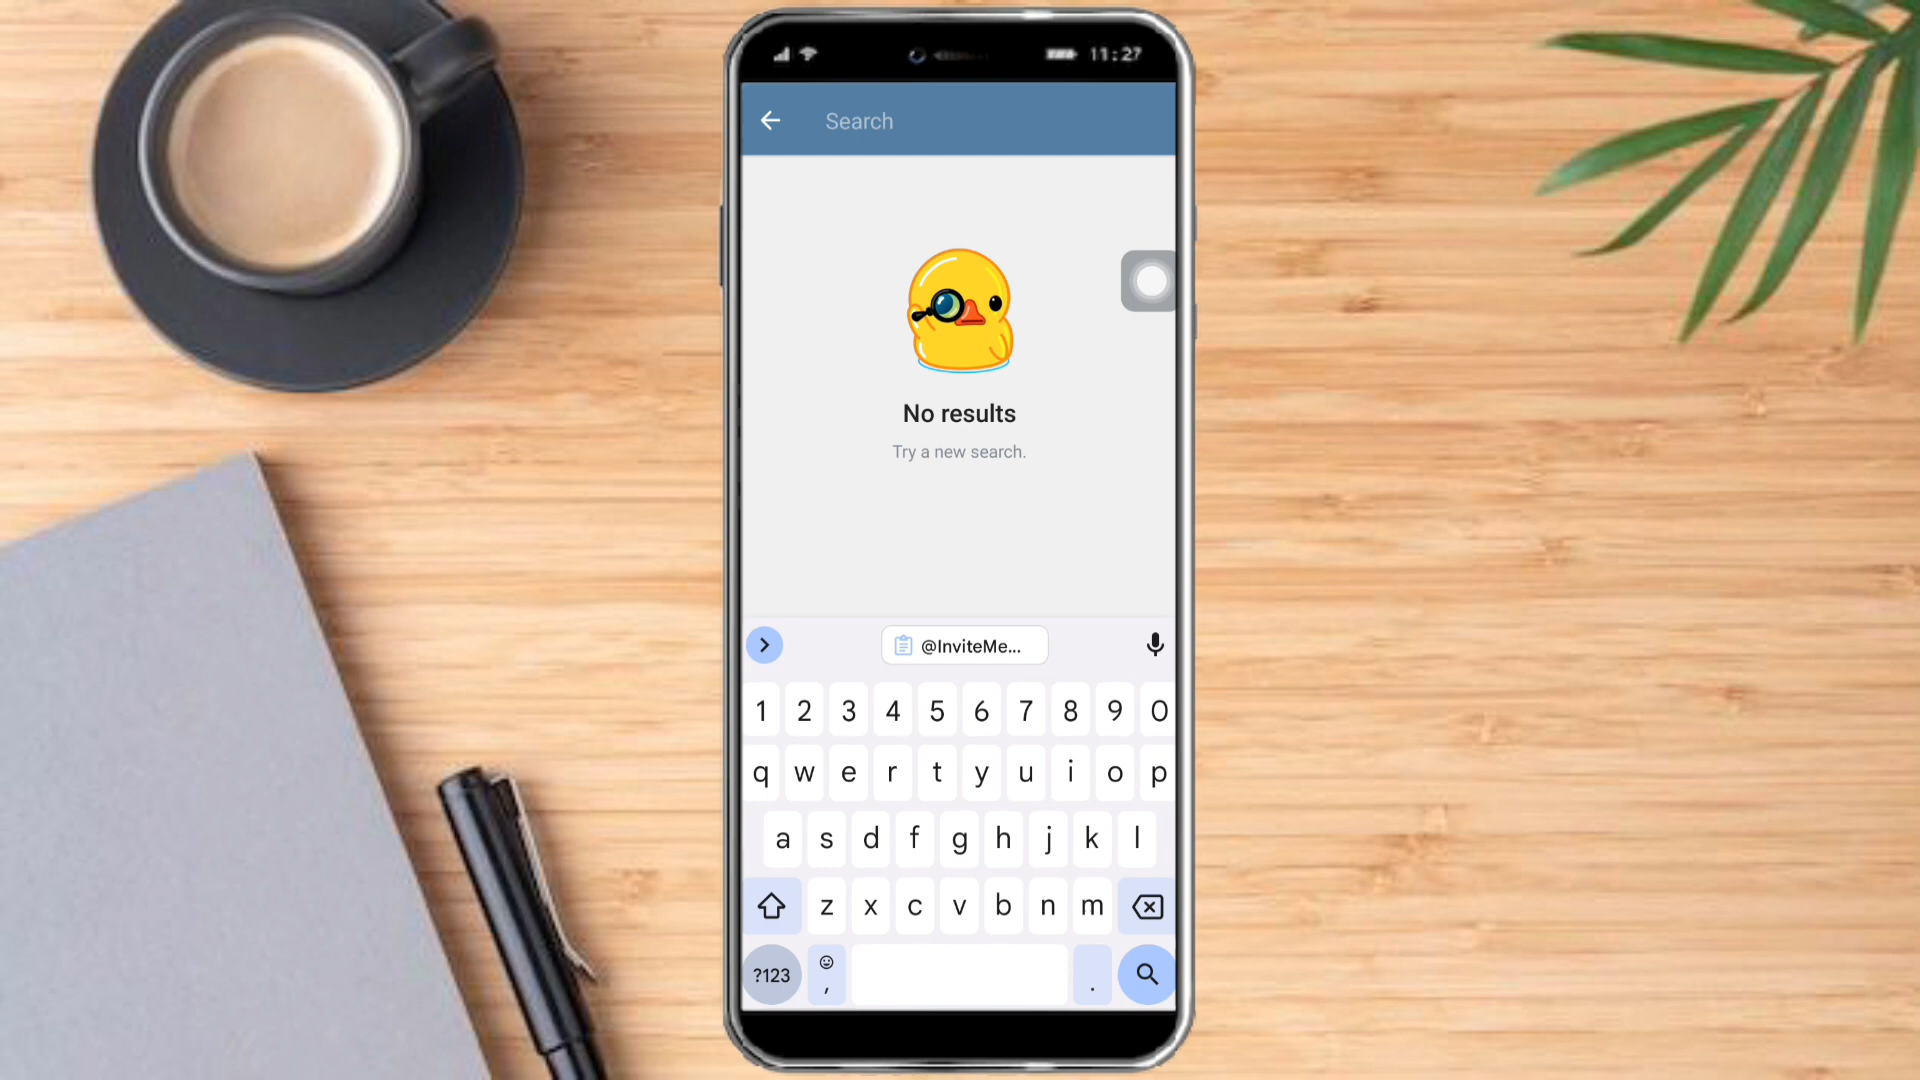 11:27
Search
No results
Try a new search.
@InviteMe...
1 2 3 4 5 6 7 8 9 0
q w e r t y u i o p
a s d f g h j k l
z x c v b n m
?123 , .